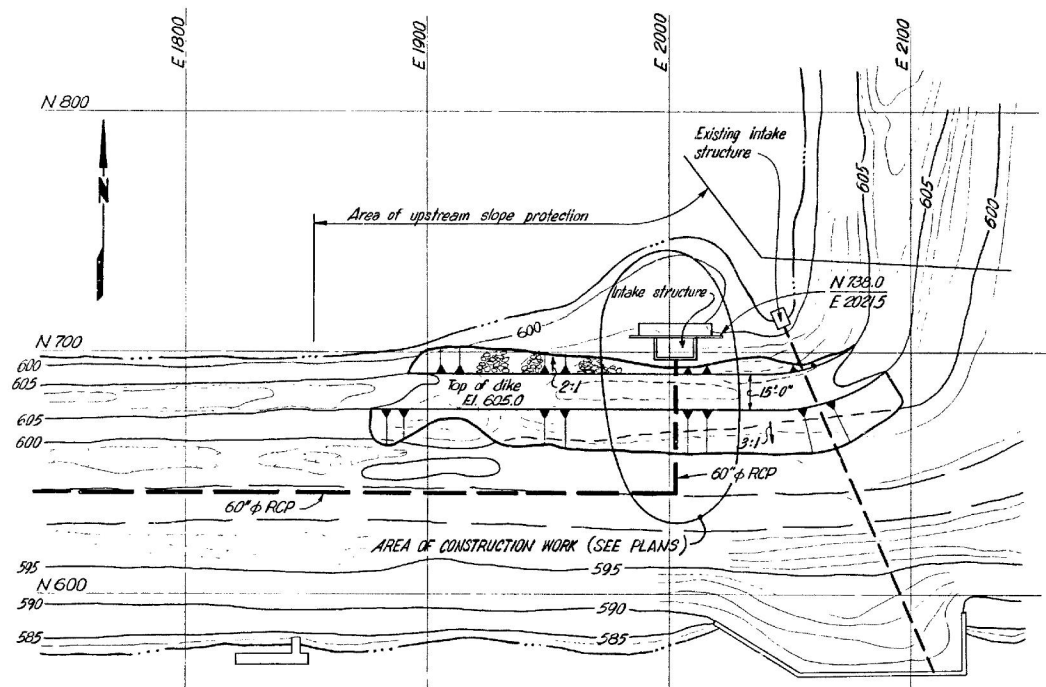 E 1800
E 1900
E 2000
E 2100
N 800
Existing intake
structure
605
605
600
N
Area of upstream slope protection
N 738.0
E 2021.5
Intake structure
600
N 700
600
605
Top of dike
El. 605.0
2:1
15'-0"
605
600
3:1
60" ϕ RCP
60" ϕ RCP
AREA OF CONSTRUCTION WORK (SEE PLANS)
595
595
N 600
590
590
585
585